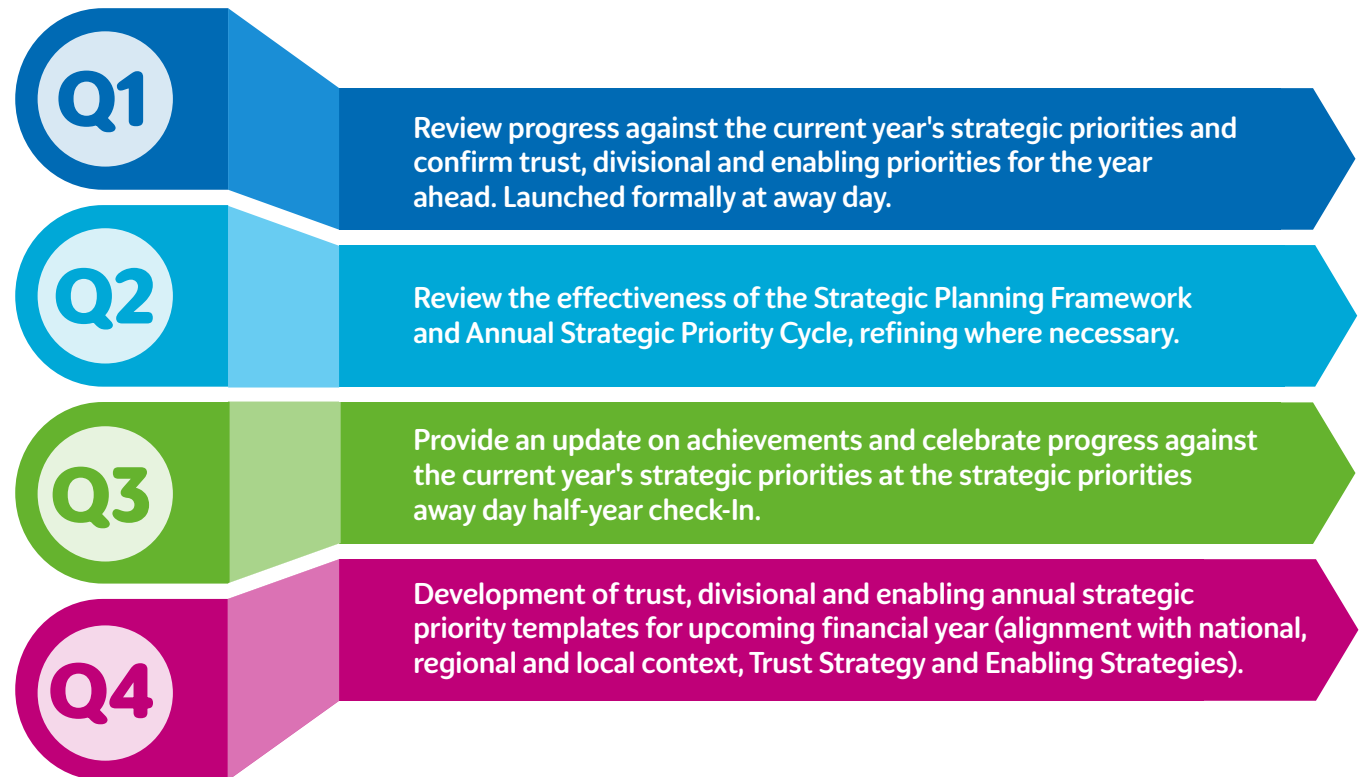 Q1
Review progress against the current year's strategic priorities and
confirm trust, divisional and enabling priorities for the year
ahead. Launched formally at away day.
Q2
Review the effectiveness of the Strategic Planning Framework
and Annual Strategic Priority Cycle, refining where necessary.
Q3
Provide an update on achievements and celebrate progress against
the current year's strategic priorities at the strategic priorities
away day half-year check-In.
Q4
Development of trust, divisional and enabling annual strategic
priority templates for upcoming financial year (alignment with national,
regional and local context, Trust Strategy and Enabling Strategies).